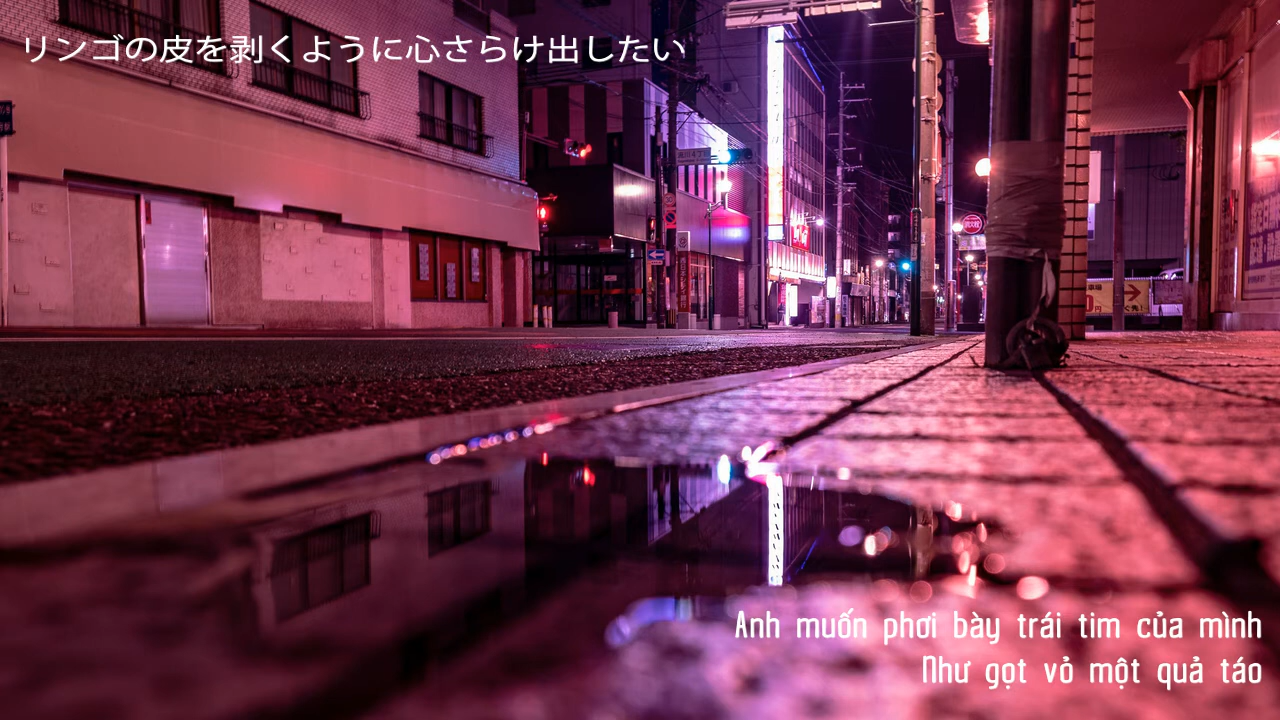 リンゴの皮を剥くように心さらけ出したい
Anh muốn phơi bày trái tim của mình
Như gọt vỏ một quả táo